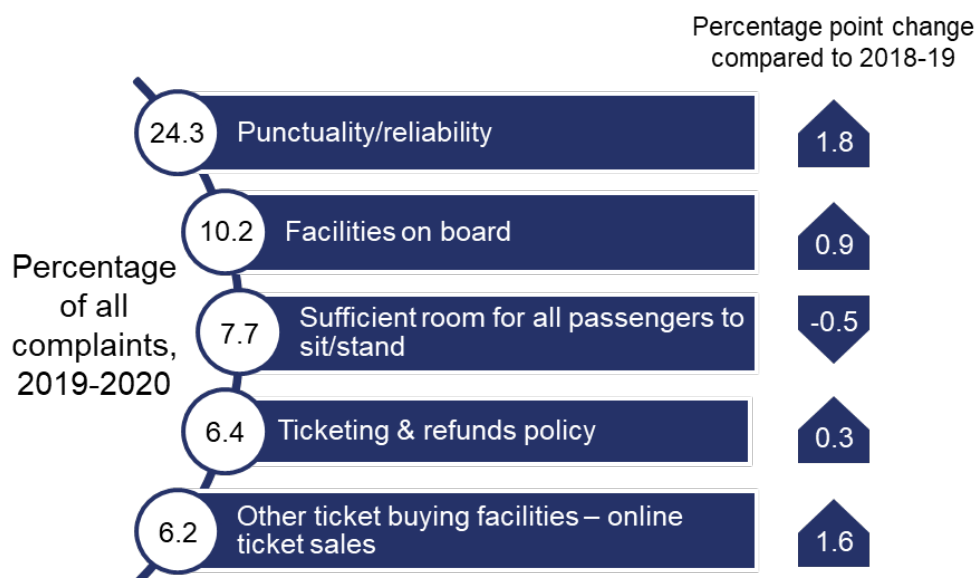 Percentage point change
compared to 2018-19
24.3 Punctuality/reliability 1.8
10.2 Facilities on board 0.9
Percentage
of all
complaints,
2019-2020
7.7 Sufficient room for all passengers to
sit/stand
-0.5
6.4 Ticketing & refunds policy 0.3
6.2 Other ticket buying facilities – online
ticket sales
1.6